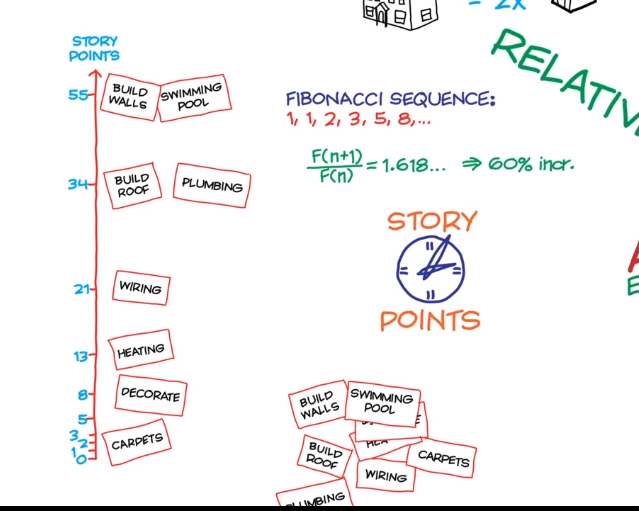 = 2x
RELATIV
STORY
POINTS
55
BUILD
WALLS
SWIMMING
POOL
34
BUILD
ROOF
PLUMBING
21
WIRING
13
HEATING
8
DECORATE
5
3
2
1
0
CARPETS
FIBONACCI SEQUENCE:
1, 1, 2, 3, 5, 8,...
F(n+1)
F(n)
= 1.618... ⇒ 60% incr.
STORY
POINTS
BUILD
WALLS
SWIMMING
POOL
E
HEA
BUILD
ROOF
CARPETS
WIRING
PLUMBING
E